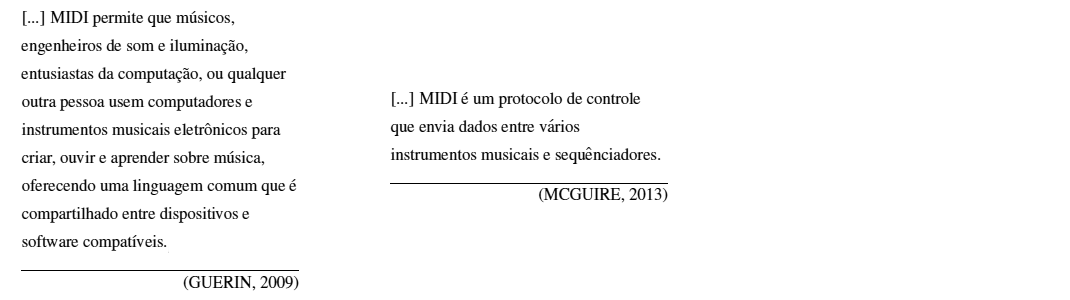 [...] MIDI permite que músicos,
engenheiros de som e iluminação,
entusiastas da computação, ou qualquer
outra pessoa usem computadores e
instrumentos musicais eletrônicos para
criar, ouvir e aprender sobre música,
oferecendo uma linguagem comum que é
compartilhado entre dispositivos e
software compatíveis.
(GUERIN, 2009)
[...] MIDI é um protocolo de controle
que envia dados entre vários
instrumentos musicais e sequênciadores.
(MCGUIRE, 2013)